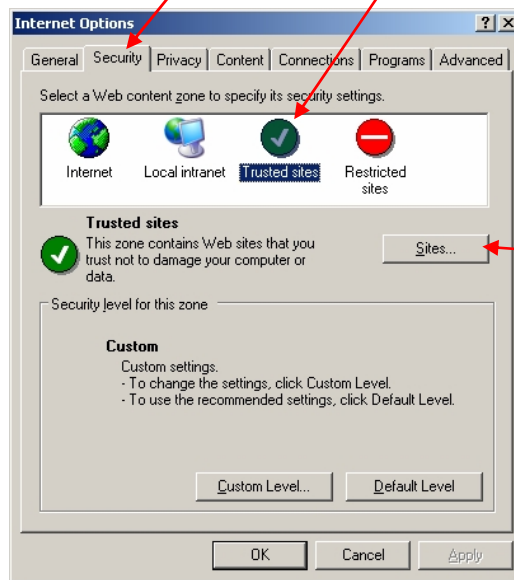 Internet Options
General Security Privacy Content Connections Programs Advanced
Select a Web content zone to specify its security settings.
Internet Local intranet Trusted sites Restricted
sites
Trusted sites
This zone contains Web sites that you
trust not to damage your computer or
data.
Sites...
Security level for this zone
Custom
Custom settings.
- To change the settings, click Custom Level.
- To use the recommended settings, click Default Level.
Custom Level... Default Level
OK Cancel Apply